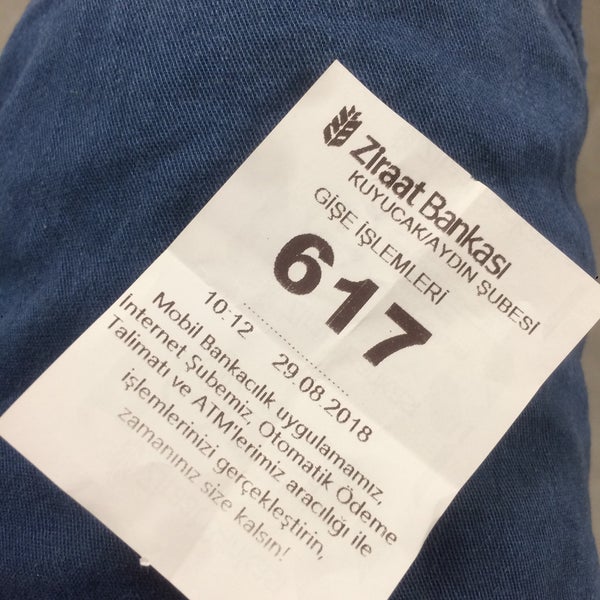 Ziraat Bankası
KUYUCAK/AYDIN ŞUBESİ
GİŞE İŞLEMLERİ
617
10-12 29.08.2018
Mobil Bankacılık uygulamamız,
İnternet Şubemiz, Otomatik Ödeme
Talimatı ve ATM'lerimiz aracılığı ile
işlemlerinizi gerçekleştirin,
zamanınız size kalsın!